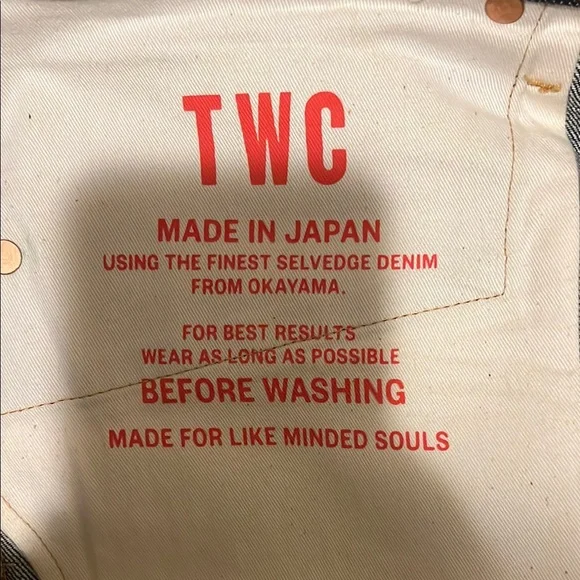 TWC
MADE IN JAPAN
USING THE FINEST SELVEDGE DENIM
FROM OKAYAMA.
FOR BEST RESULTS
WEAR AS LONG AS POSSIBLE
BEFORE WASHING
MADE FOR LIKE MINDED SOULS